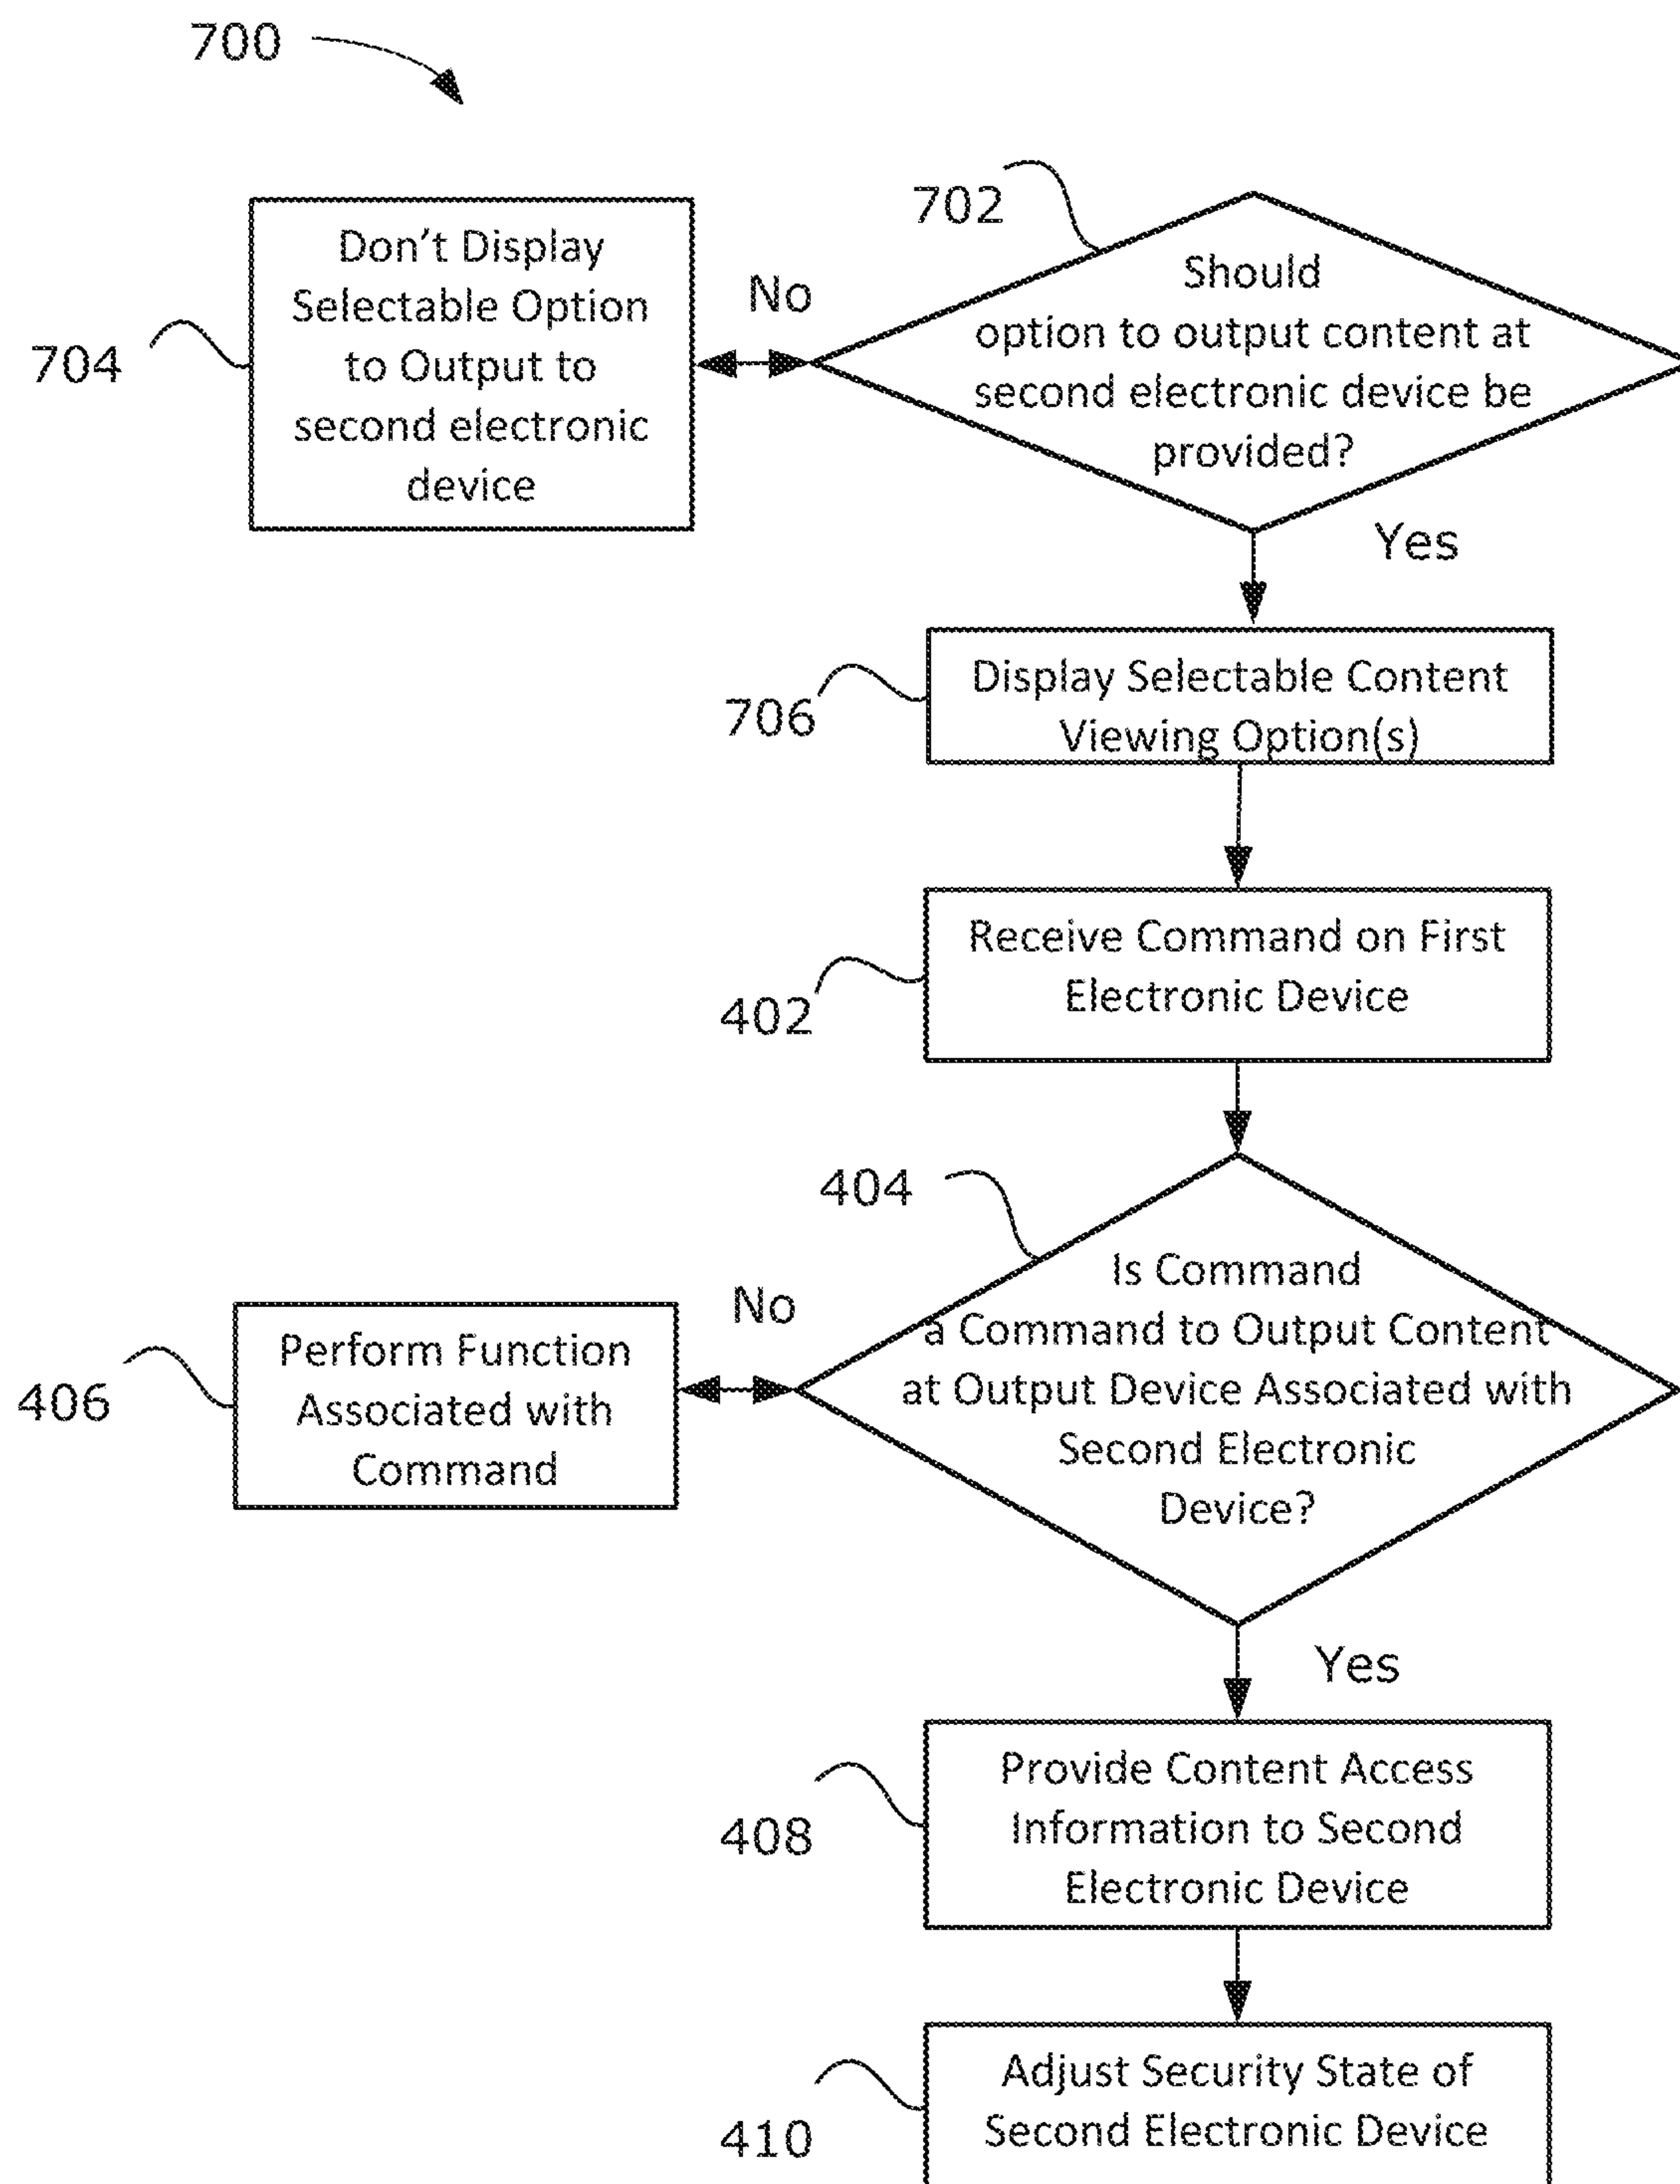 700
702
Should
option to output content at
second electronic device be
provided?
No
Don't Display
Selectable Option
to Output to
second electronic
device
704
Yes
Display Selectable Content
Viewing Option(s)
706
Receive Command on First
Electronic Device
402
404
Is Command
a Command to Output Content
at Output Device Associated with
Second Electronic
Device?
No
Perform Function
Associated with
Command
406
Yes
Provide Content Access
Information to Second
Electronic Device
408
Adjust Security State of
Second Electronic Device
410